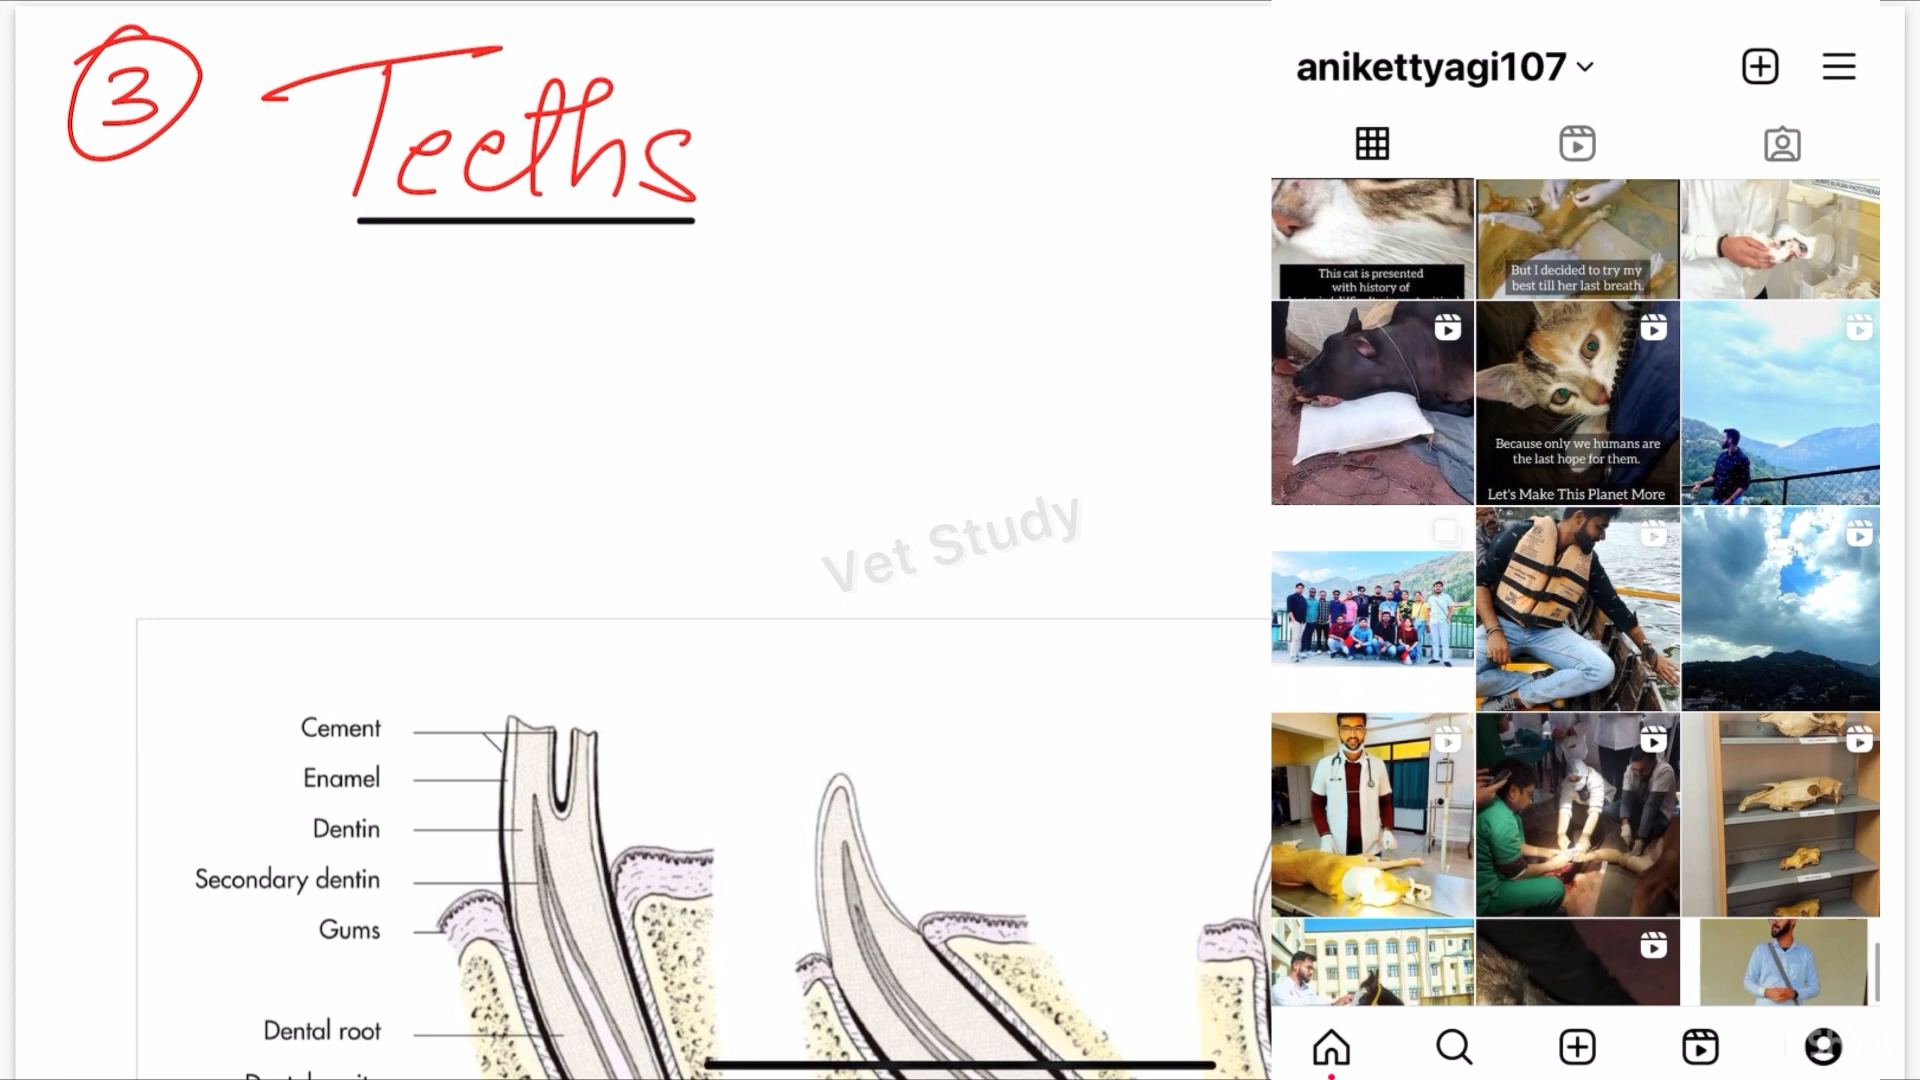 3 Teeths
Vet Study
Cement
Enamel
Dentin
Secondary dentin
Gums
Dental root
anikettyagi107
This cat is presented
with history of
But I decided to try my
best till her last breath.
Because only we humans are
the last hope for them.
Let's Make This Planet More